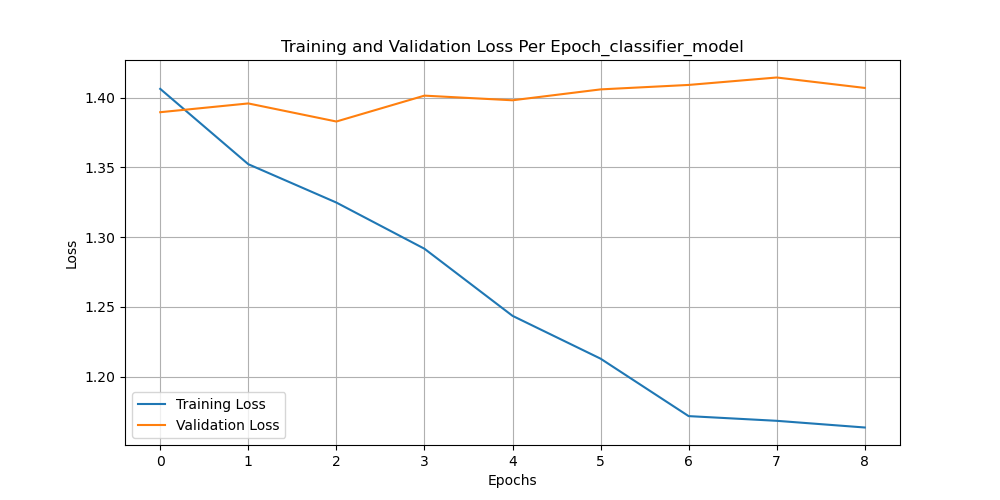 Training and Validation Loss Per Epoch_classifier_model
1.40
1.35
1.30
1.25
1.20
Loss
Training Loss
Validation Loss
0 1 2 3 4 5 6 7 8
Epochs